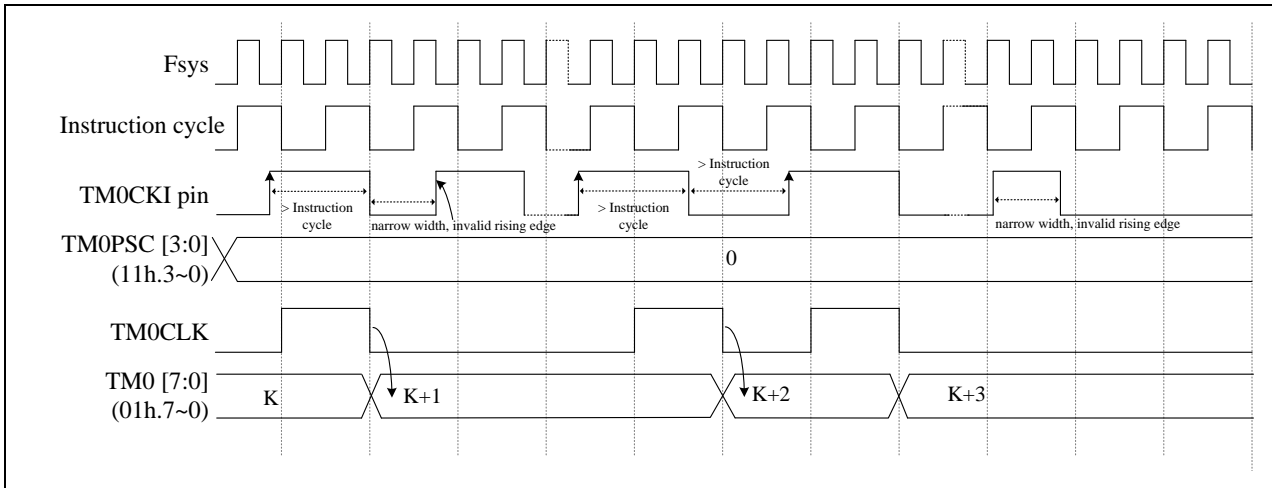 Fsys
Instruction cycle
> Instruction
cycle
TM0CKI pin
> Instruction
cycle
narrow width, invalid rising edge
> Instruction
cycle
narrow width, invalid rising edge
TM0PSC [3:0]
(11h.3~0)
0
TM0CLK
TM0 [7:0]
(01h.7~0)
K
K+1
K+2
K+3